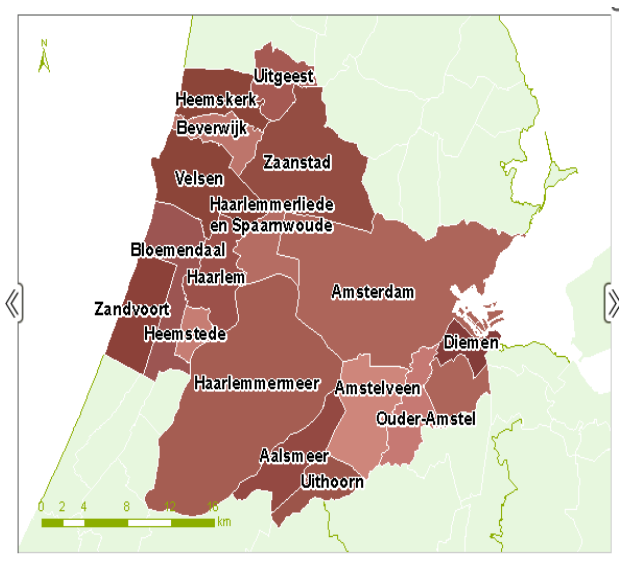 N
Uitgeest
Heemskerk
Beverwijk
Zaanstad
Velsen
Haarlemmerliede
en Spaarnwoude
Bloemendaal
Haarlem
Amsterdam
Zandvoort
Heemstede
Diemen
Haarlemmermeer
Amstelveen
Ouder-Amstel
Aalsmeer
Uithoorn
0 2 4 8 12 16
km